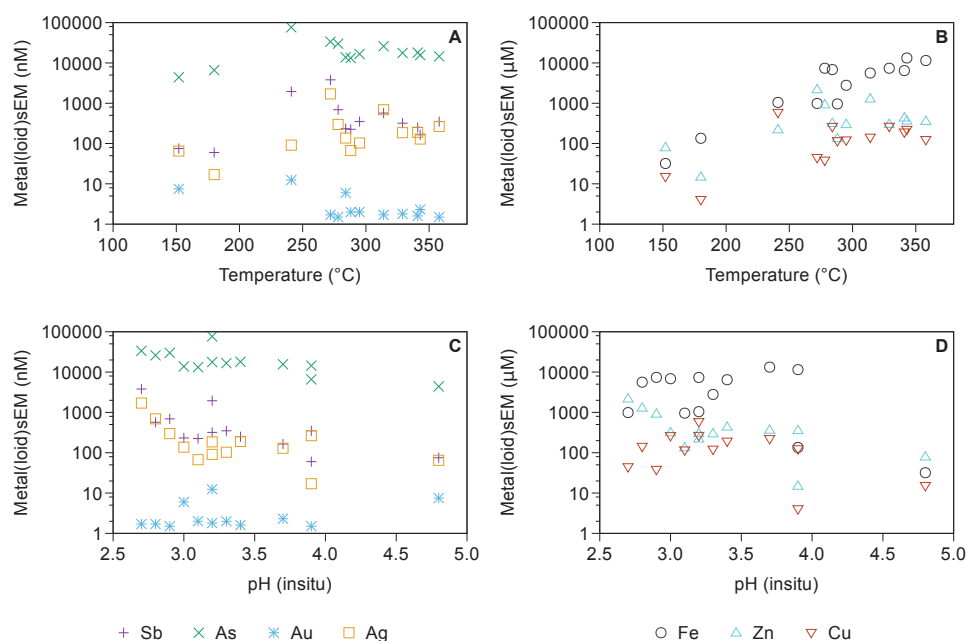 A
Metal(loid)sEM (nM)
100000
10000
1000
100
10
1
100 150 200 250 300 350
Temperature (°C)
B
Metal(loid)sEM (µM)
100000
10000
1000
100
10
1
100 150 200 250 300 350
Temperature (°C)
C
Metal(loid)sEM (nM)
100000
10000
1000
100
10
1
2.5 3.0 3.5 4.0 4.5 5.0
pH (insitu)
D
Metal(loid)sEM (µM)
100000
10000
1000
100
10
1
2.5 3.0 3.5 4.0 4.5 5.0
pH (insitu)
Sb As Au Ag
Fe Zn Cu